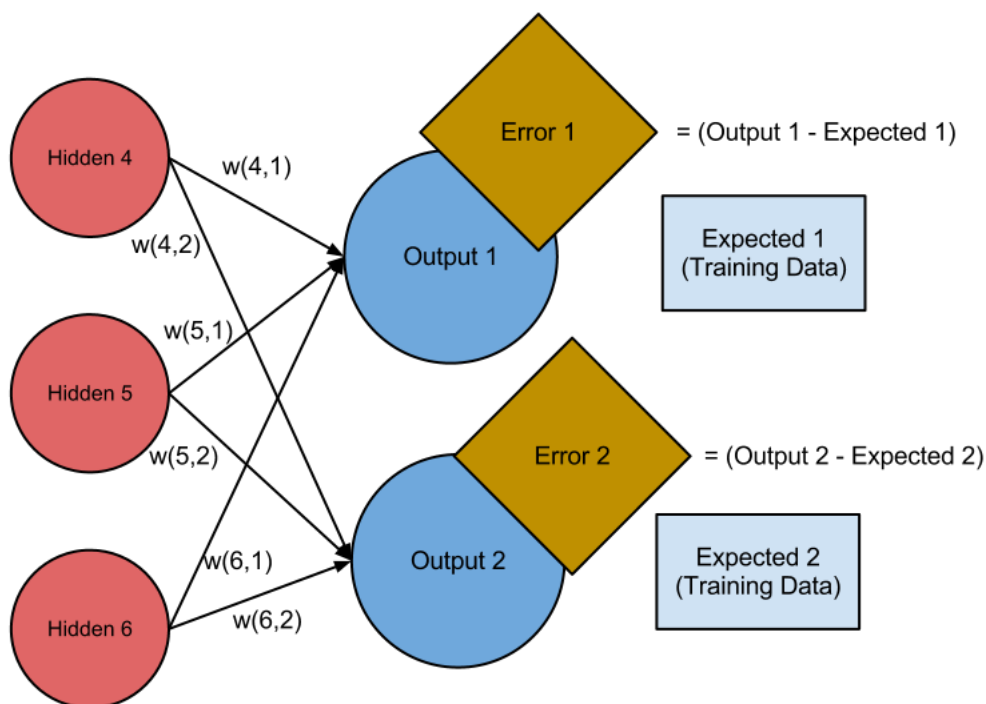 Hidden 4
w(4,1)
w(4,2)
Error 1
= (Output 1 - Expected 1)
Output 1
Expected 1
(Training Data)
Hidden 5
w(5,1)
w(5,2)
Error 2
= (Output 2 - Expected 2)
Output 2
Expected 2
(Training Data)
Hidden 6
w(6,1)
w(6,2)